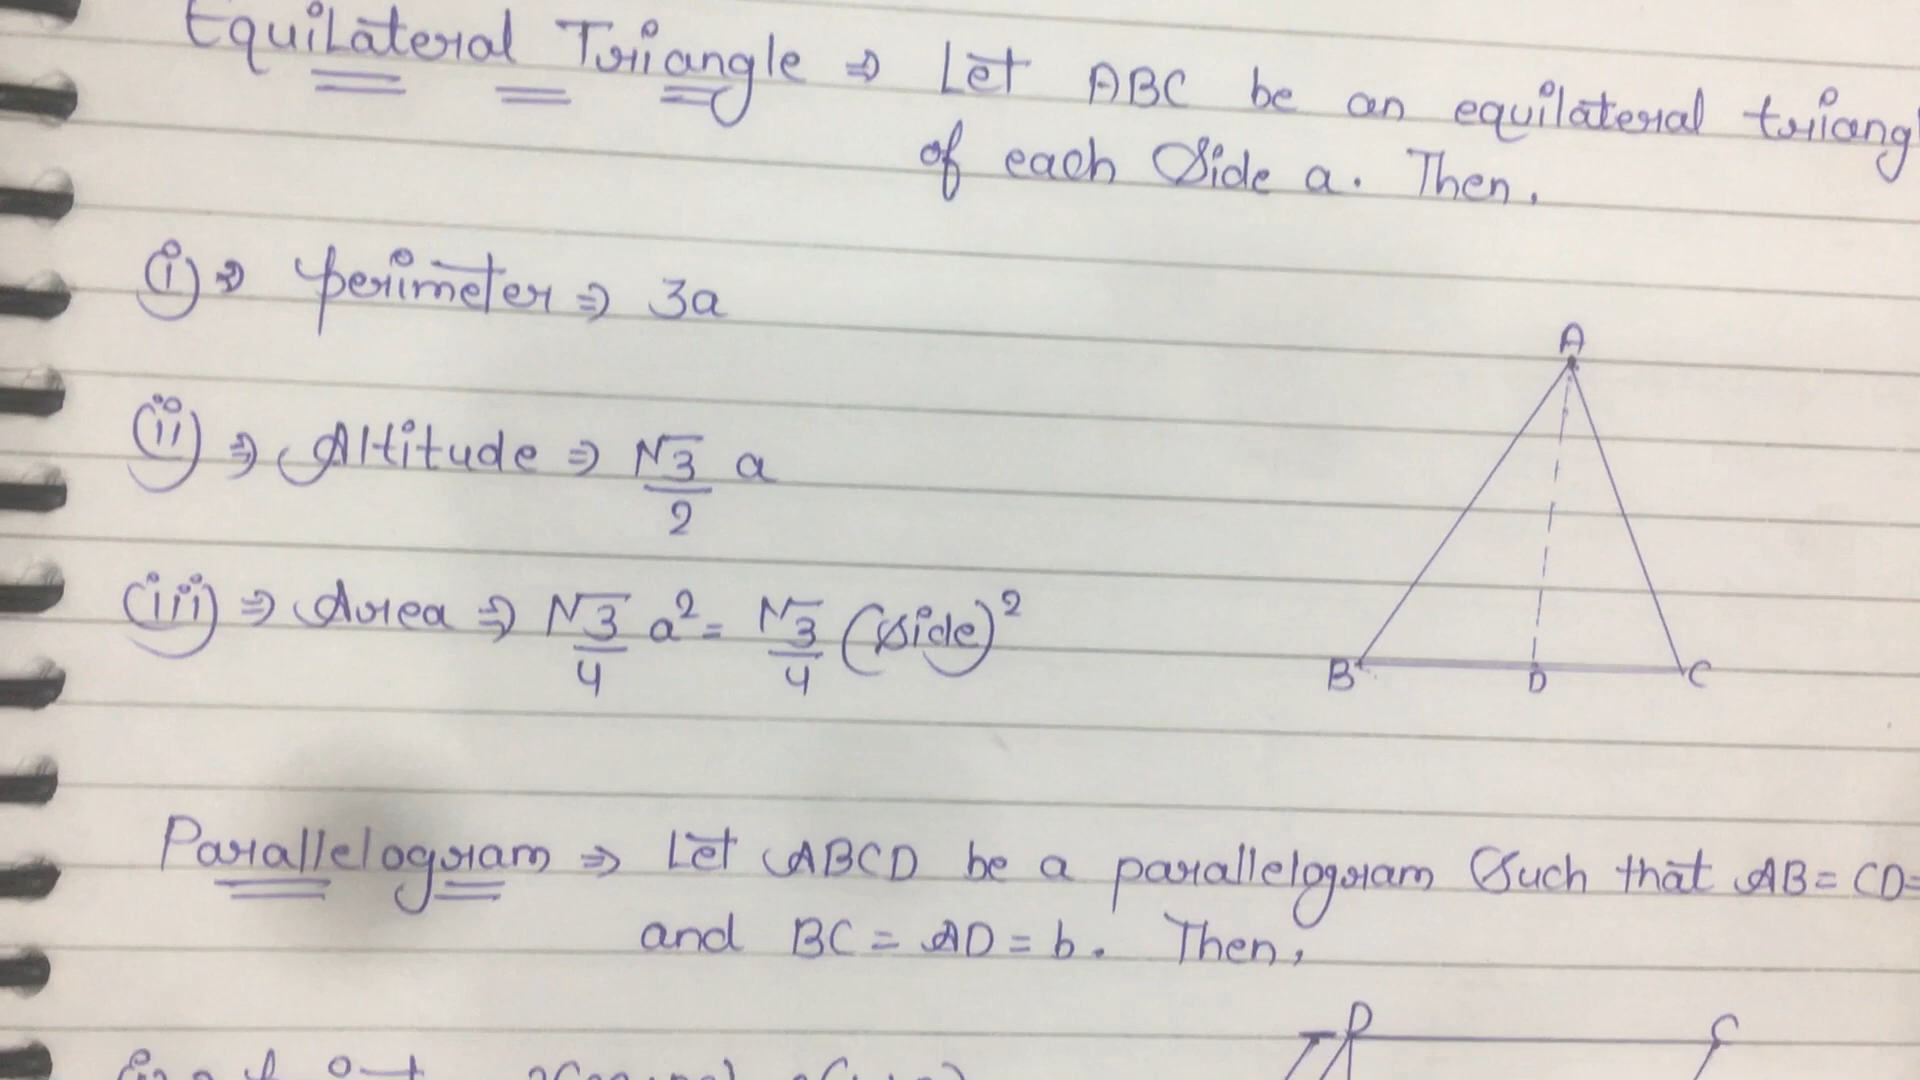 Equilateral Triangle ⇒ Let ABC be an equilateral triang
of each Side a. Then,
(i) ⇒ perimeter ⇒ 3a
(ii) ⇒ Altitude ⇒ √3/2 a
(iii) ⇒ Area ⇒ √3/4 a² = √3/4 (side)²
A
B D C
Parallelogram ⇒ Let ABCD be a parallelogram Such that AB = CD =
and BC = AD = b. Then,
D C